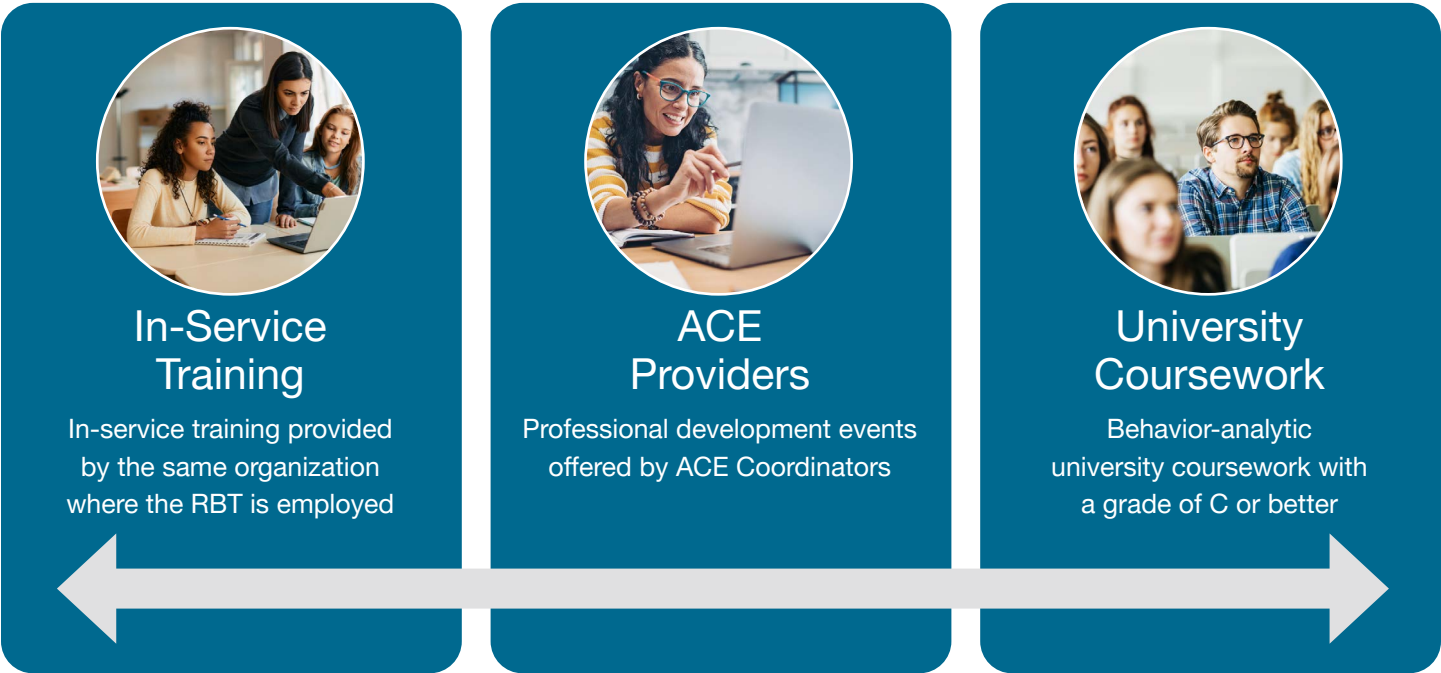 In-Service
Training
In-service training provided
by the same organization
where the RBT is employed
ACE
Providers
Professional development events
offered by ACE Coordinators
University
Coursework
Behavior-analytic
university coursework with
a grade of C or better